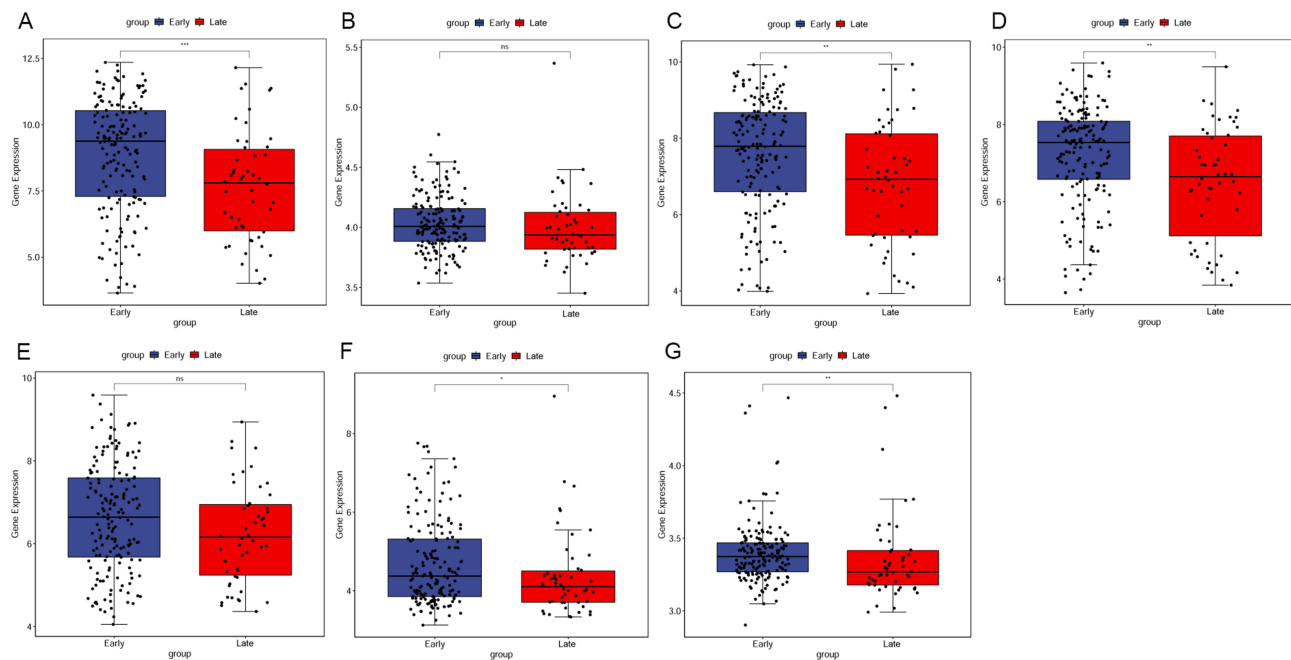 A
group Early Late
***
12.5
10.0
7.5
5.0
Gene Expression
Early Late
group
B
group Early Late
ns
5.5
5.0
4.5
4.0
3.5
Gene Expression
Early Late
group
C
group Early Late
**
10
8
6
4
Gene Expression
Early Late
group
D
group Early Late
**
10
8
6
4
Gene Expression
Early Late
group
E
group Early Late
ns
10
8
6
4
Gene Expression
Early Late
group
F
group Early Late
*
8
6
4
Gene Expression
Early Late
group
G
group Early Late
**
4.5
4.0
3.5
3.0
Gene Expression
Early Late
group